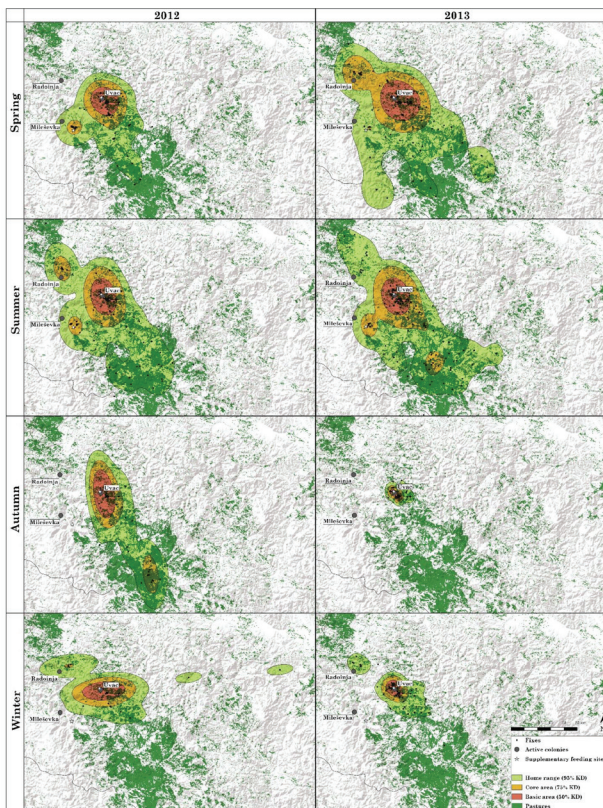 2012 2013
Spring
Radoinja
Uvac
Mileševka
Uvac
Radoinja
Mileševka
Summer
Radoinja
Uvac
Mileševka
Radoinja
Uvac
Mileševka
Autumn
Radoinja
Uvac
Mileševka
Radoinja
Uvac
Mileševka
Winter
Radoinja
Uvac
Mileševka
Radoinja
Uvac
Mileševka
Fixes
Active colonies
Supplementary feeding site
Home range (95% KD)
Core area (75% KD)
Basic area (50% KD)
Pastures